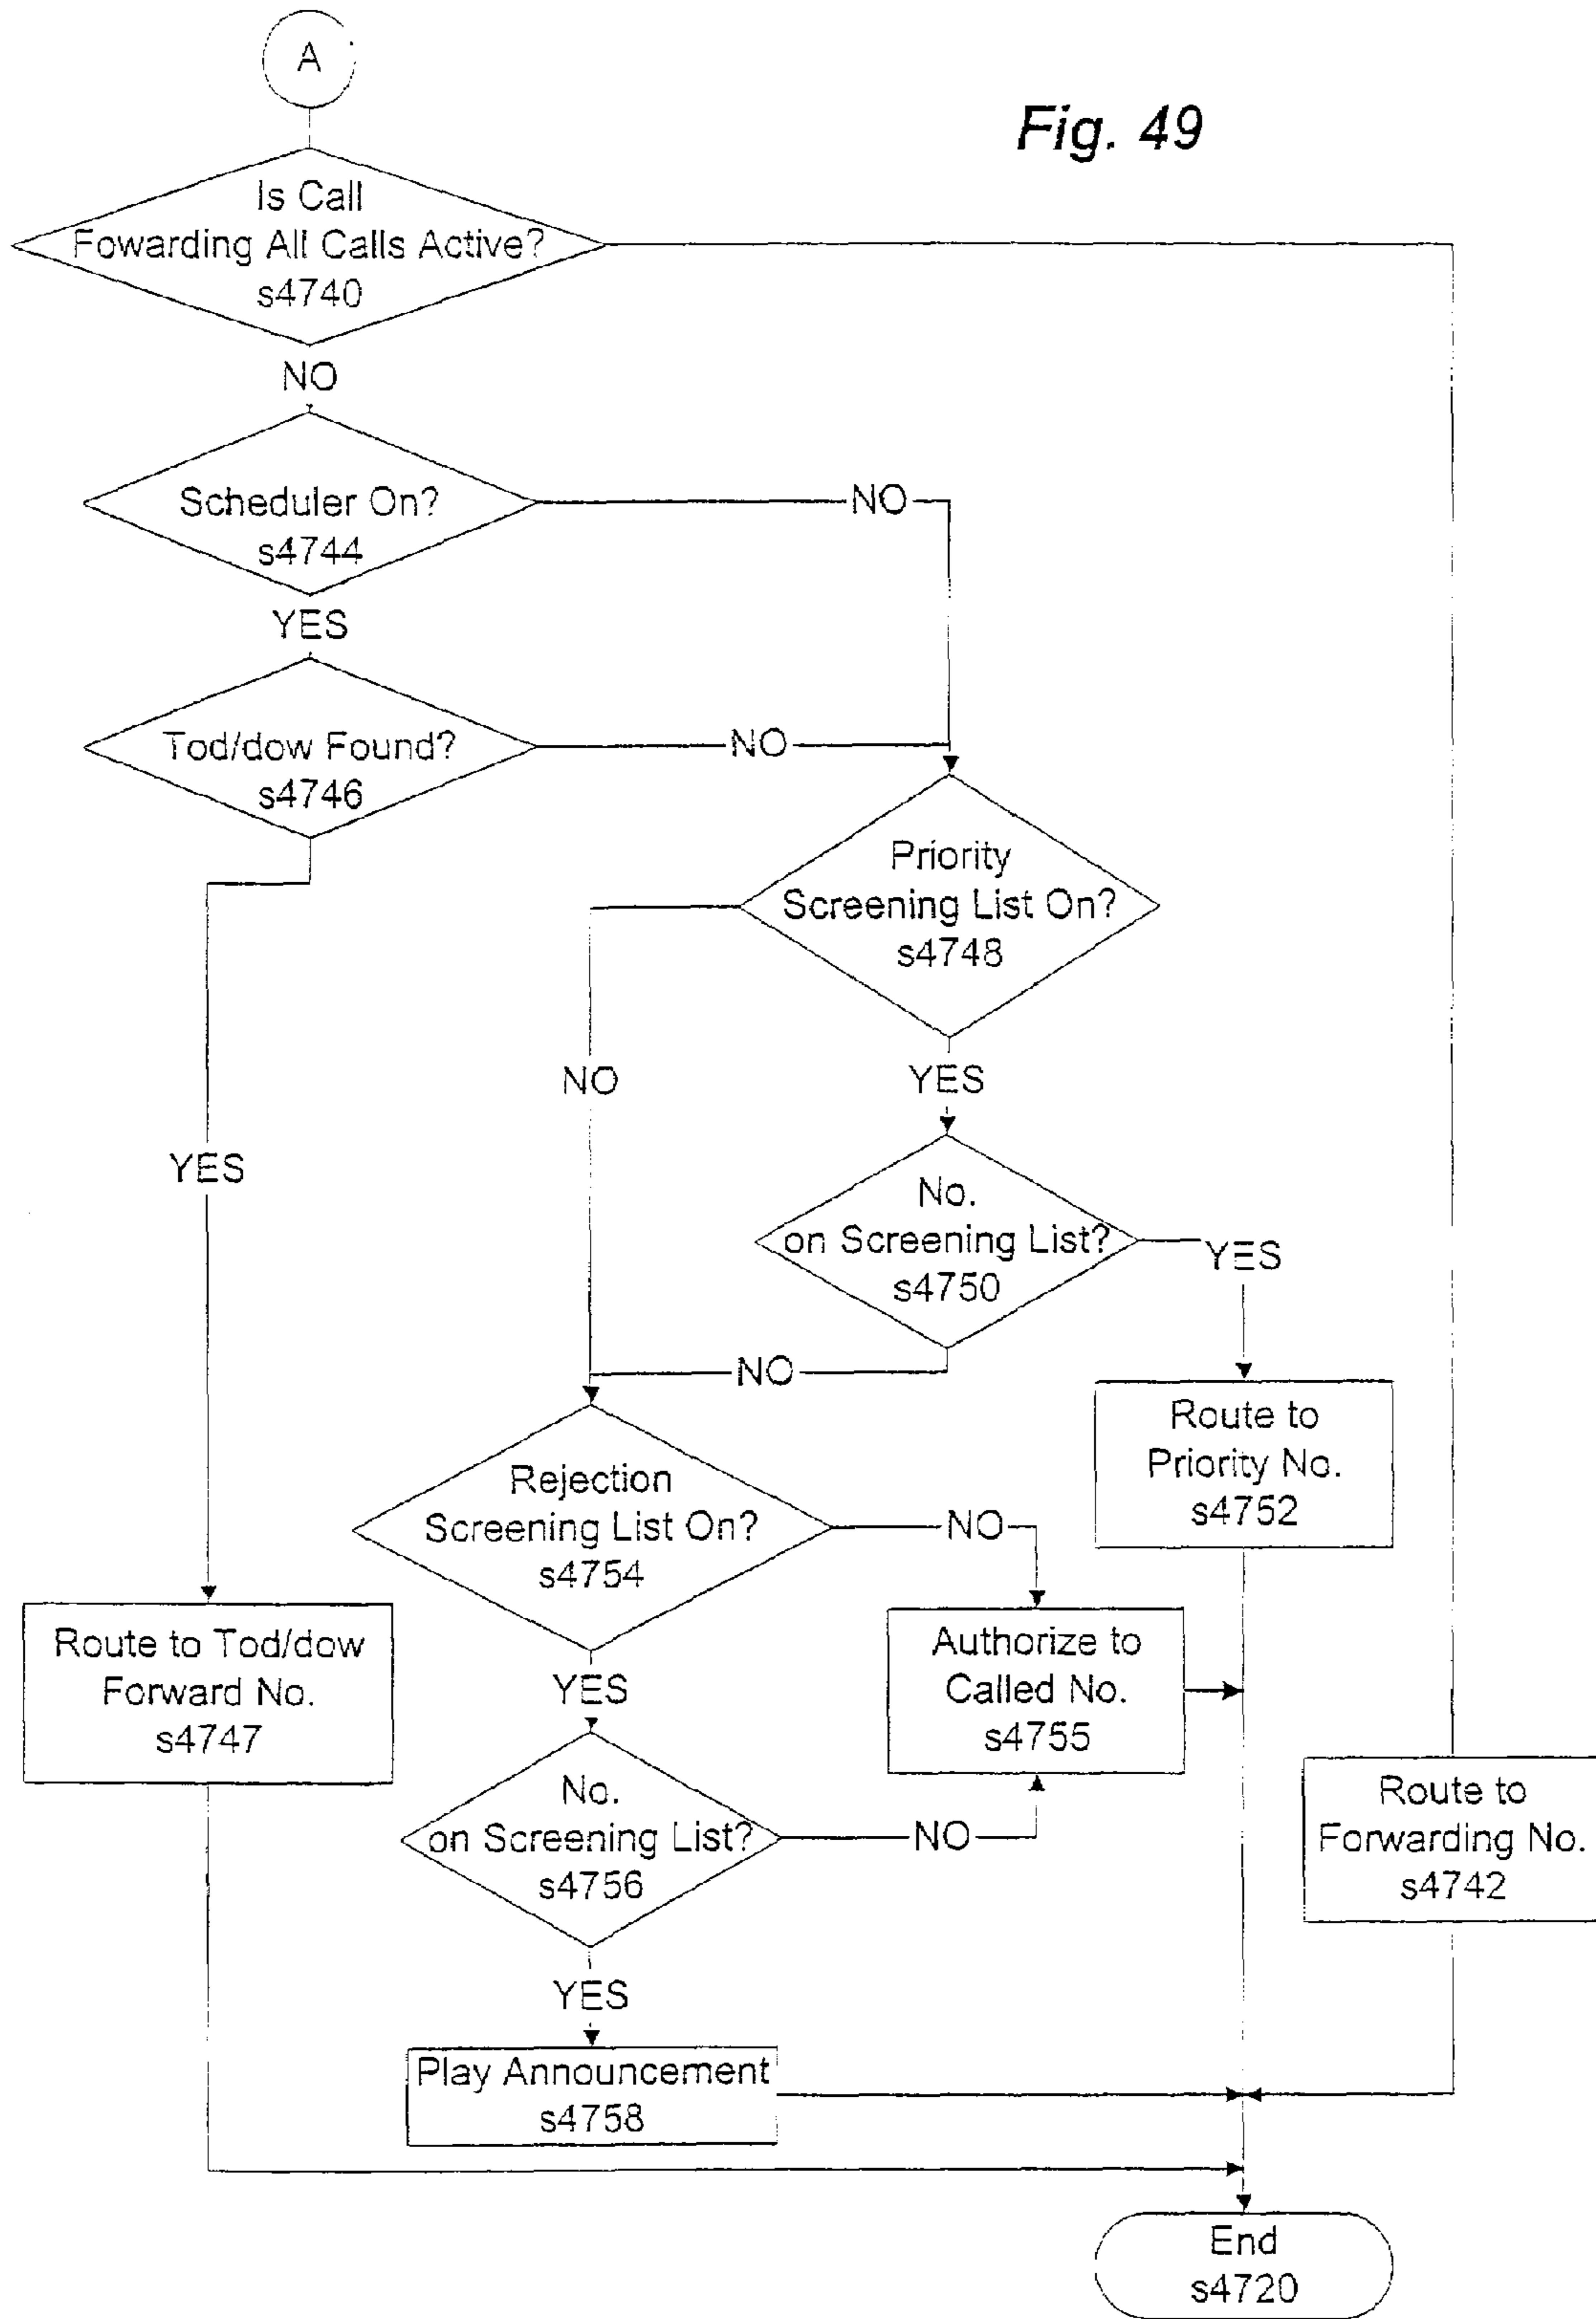 A
Fig. 49
Is Call
Fowarding All Calls Active?
s4740
NO
Scheduler On?
s4744
NO
YES
Tod/dow Found?
s4746
NO
Priority
Screening List On?
s4748
NO
YES
YES
No.
on Screening List?
s4750
YES
NO
Route to
Priority No.
s4752
Rejection
Screening List On?
s4754
NO
Route to Tod/dow
Forward No.
s4747
YES
Authorize to
Called No.
s4755
No.
on Screening List?
s4756
NO
Route to
Forwarding No.
s4742
YES
Play Announcement
s4758
End
s4720